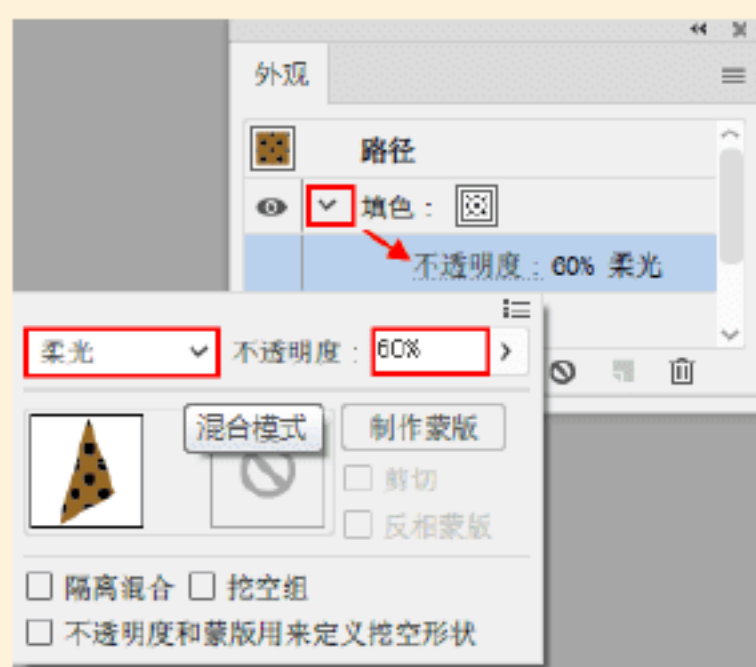 外观
路径
填色：
不透明度：60% 柔光
柔光 不透明度：60%
混合模式 制作蒙版
剪切
反相蒙版
隔离混合 挖空组
不透明度和蒙版用来定义挖空形状